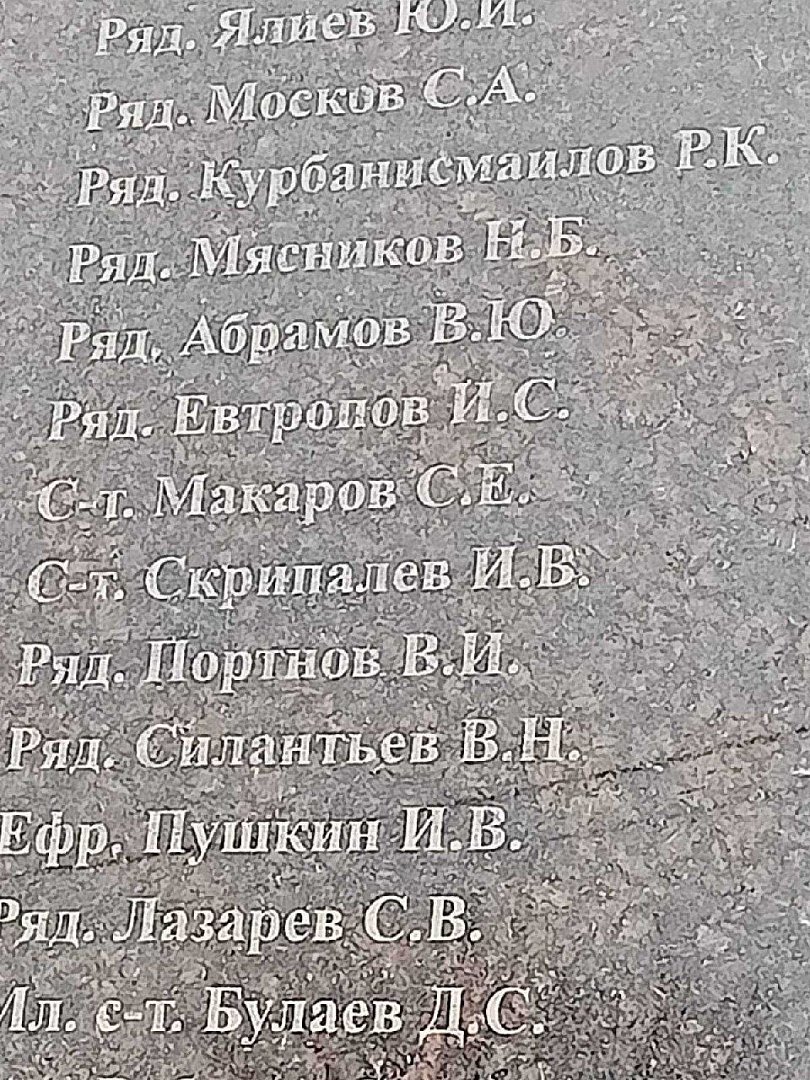 Ряд. Ялиев Ю.И.
Ряд. Москов С.А.
Ряд. Курбанисмаилов Р.К.
Ряд. Мясников Н.Б.
Ряд. Абрамов В.Ю.
Ряд. Евтропов И.С.
С-т. Макаров С.Е.
С-т. Скрипалев И.В.
Ряд. Портнов В.И.
Ряд. Силантьев В.Н.
Ефр. Пушкин И.В.
Ряд. Лазарев С.В.
Мл. с-т. Булаев Д.С.